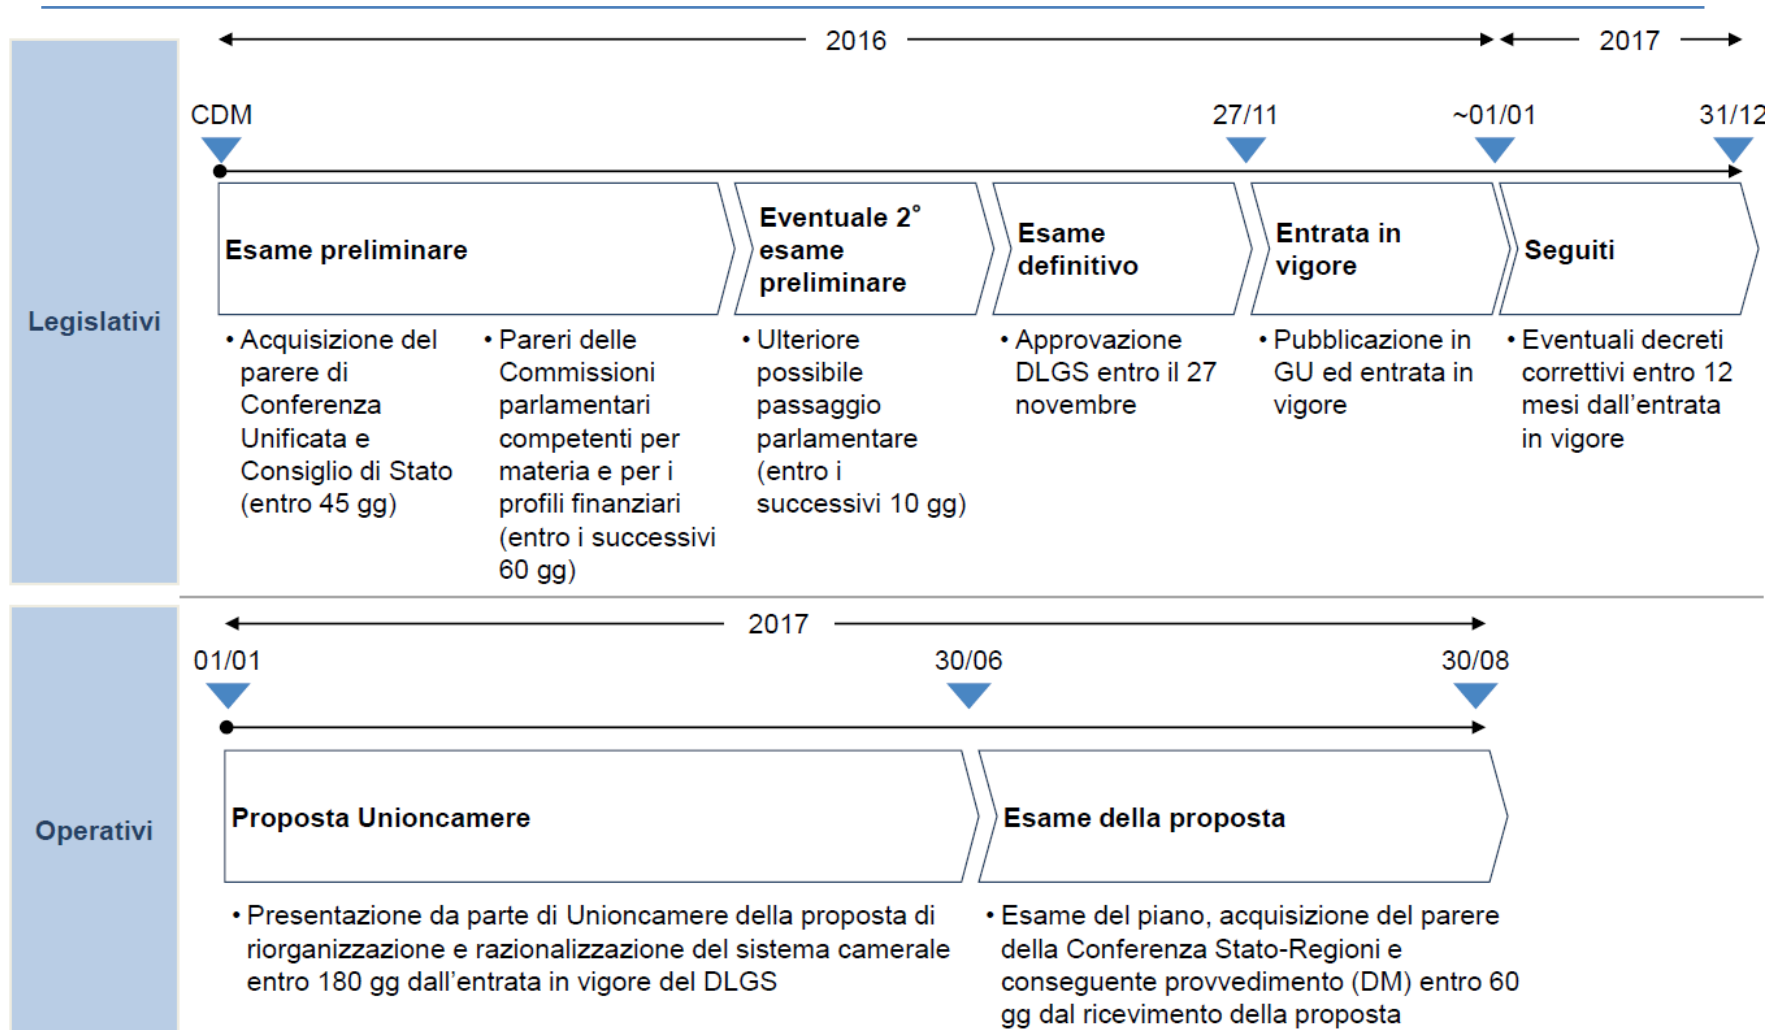 2016
2017
CDM
27/11
~01/01
31/12
Legislativi
Esame preliminare
Eventuale 2°
esame
preliminare
Esame
definitivo
Entrata in
vigore
Seguiti
• Acquisizione del
parere di
Conferenza
Unificata e
Consiglio di Stato
(entro 45 gg)
• Pareri delle
Commissioni
parlamentari
competenti per
materia e per i
profili finanziari
(entro i successivi
60 gg)
• Ulteriore
possibile
passaggio
parlamentare
(entro i
successivi 10 gg)
• Approvazione
DLGS entro il 27
novembre
• Pubblicazione in
GU ed entrata in
vigore
• Eventuali decreti
correttivi entro 12
mesi dall’entrata
in vigore
2017
01/01
30/06
30/08
Operativi
Proposta Unioncamere
Esame della proposta
• Presentazione da parte di Unioncamere della proposta di
riorganizzazione e razionalizzazione del sistema camerale
entro 180 gg dall’entrata in vigore del DLGS
• Esame del piano, acquisizione del parere
della Conferenza Stato-Regioni e
conseguente provvedimento (DM) entro 60
gg dal ricevimento della proposta